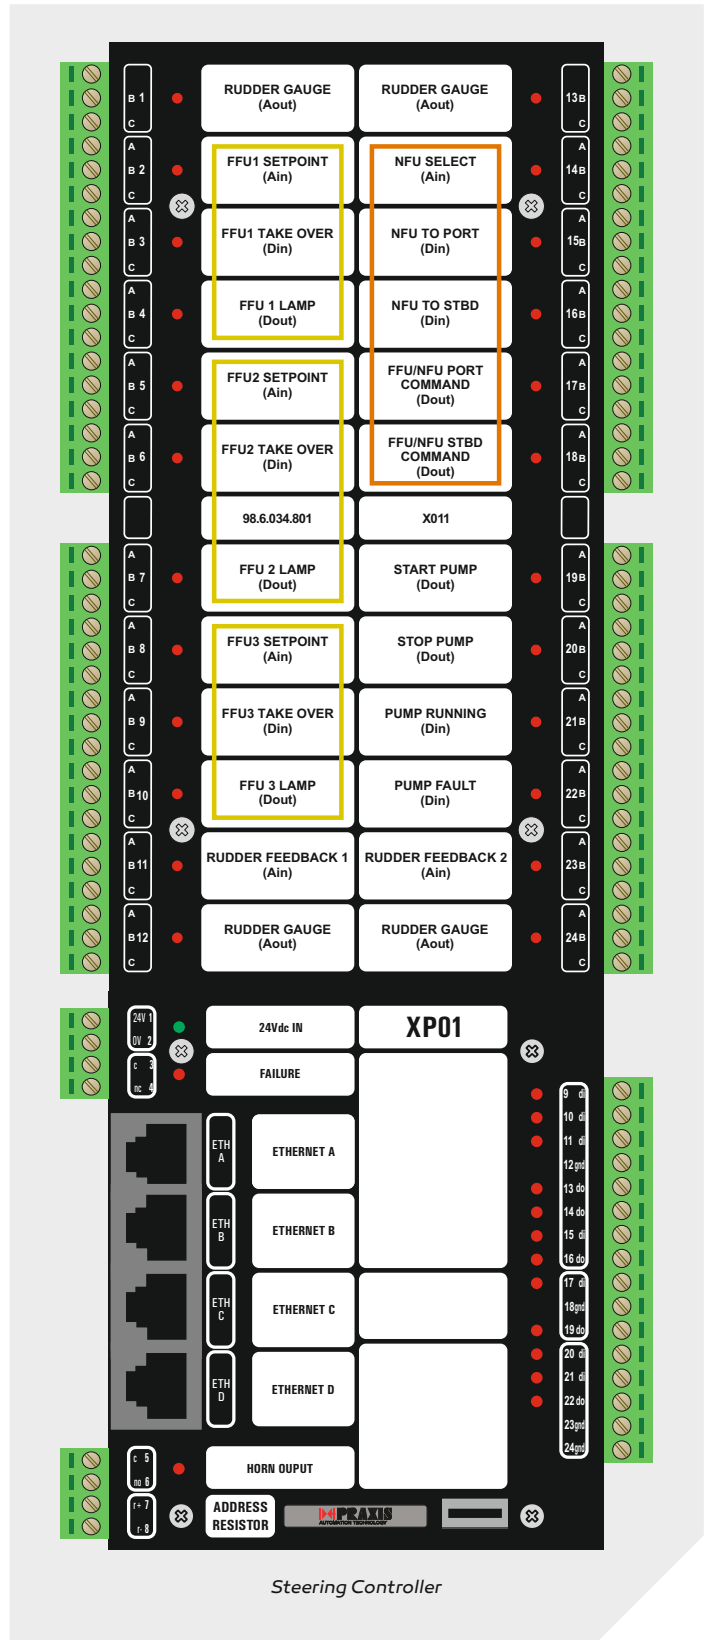 B 1
C
RUDDER GAUGE
(Aout)
RUDDER GAUGE
(Aout)
13B
C
A
B 2
C
FFU1 SETPOINT
(Ain)
NFU SELECT
(Ain)
A
14B
C
A
B 3
C
FFU1 TAKE OVER
(Din)
NFU TO PORT
(Din)
A
15B
C
A
B 4
C
FFU 1 LAMP
(Dout)
NFU TO STBD
(Din)
A
16B
C
A
B 5
C
FFU2 SETPOINT
(Ain)
FFU/NFU PORT
COMMAND
(Dout)
A
17B
C
A
B 6
C
FFU2 TAKE OVER
(Din)
FFU/NFU STBD
COMMAND
(Dout)
A
18B
C
98.6.034.801
X011
A
B 7
C
FFU 2 LAMP
(Dout)
START PUMP
(Dout)
A
19B
C
A
B 8
C
FFU3 SETPOINT
(Ain)
STOP PUMP
(Dout)
A
20B
C
A
B 9
C
FFU3 TAKE OVER
(Din)
PUMP RUNNING
(Din)
A
21B
C
A
B10
C
FFU 3 LAMP
(Dout)
PUMP FAULT
(Din)
A
22B
C
A
B11
C
RUDDER FEEDBACK 1
(Ain)
RUDDER FEEDBACK 2
(Ain)
A
23B
C
A
B12
C
RUDDER GAUGE
(Aout)
RUDDER GAUGE
(Aout)
A
24B
C
24V 1
0V 2
24Vdc IN
XP01
c 3
nc 4
FAILURE
ETH
A
ETHERNET A
ETH
B
ETHERNET B
ETH
C
ETHERNET C
ETH
D
ETHERNET D
9 di
10 di
11 di
12gnd
13 do
14 do
15 di
16 do
17 di
18gnd
19 do
20 di
21 di
22 do
23gnd
24gnd
c 5
no 6
HORN OUPUT
r+ 7
r- 8
ADDRESS
RESISTOR
PRAXIS
AUTOMATION TECHNOLOGY
Steering Controller